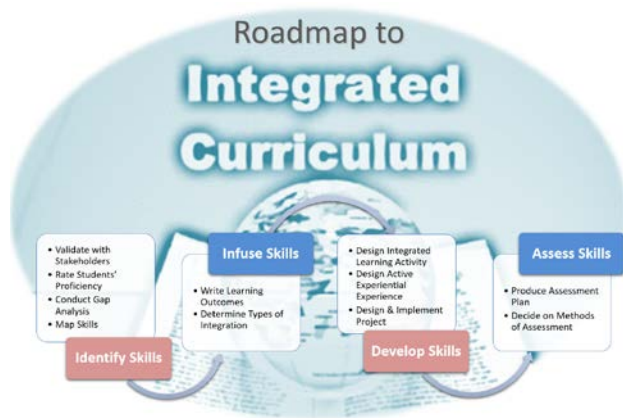 Roadmap to
Integrated
Curriculum
• Validate with
Stakeholders
• Rate Students'
Proficiency
• Conduct Gap
Analysis
• Map Skills
Identify Skills
Infuse Skills
• Write Learning
Outcomes
• Determine Types of
Integration
• Design Integrated
Learning Activity
• Design Active
Experiential
Experience
• Design & Implement
Project
Develop Skills
Assess Skills
• Produce Assessment
Plan
• Decide on Methods
of Assessment